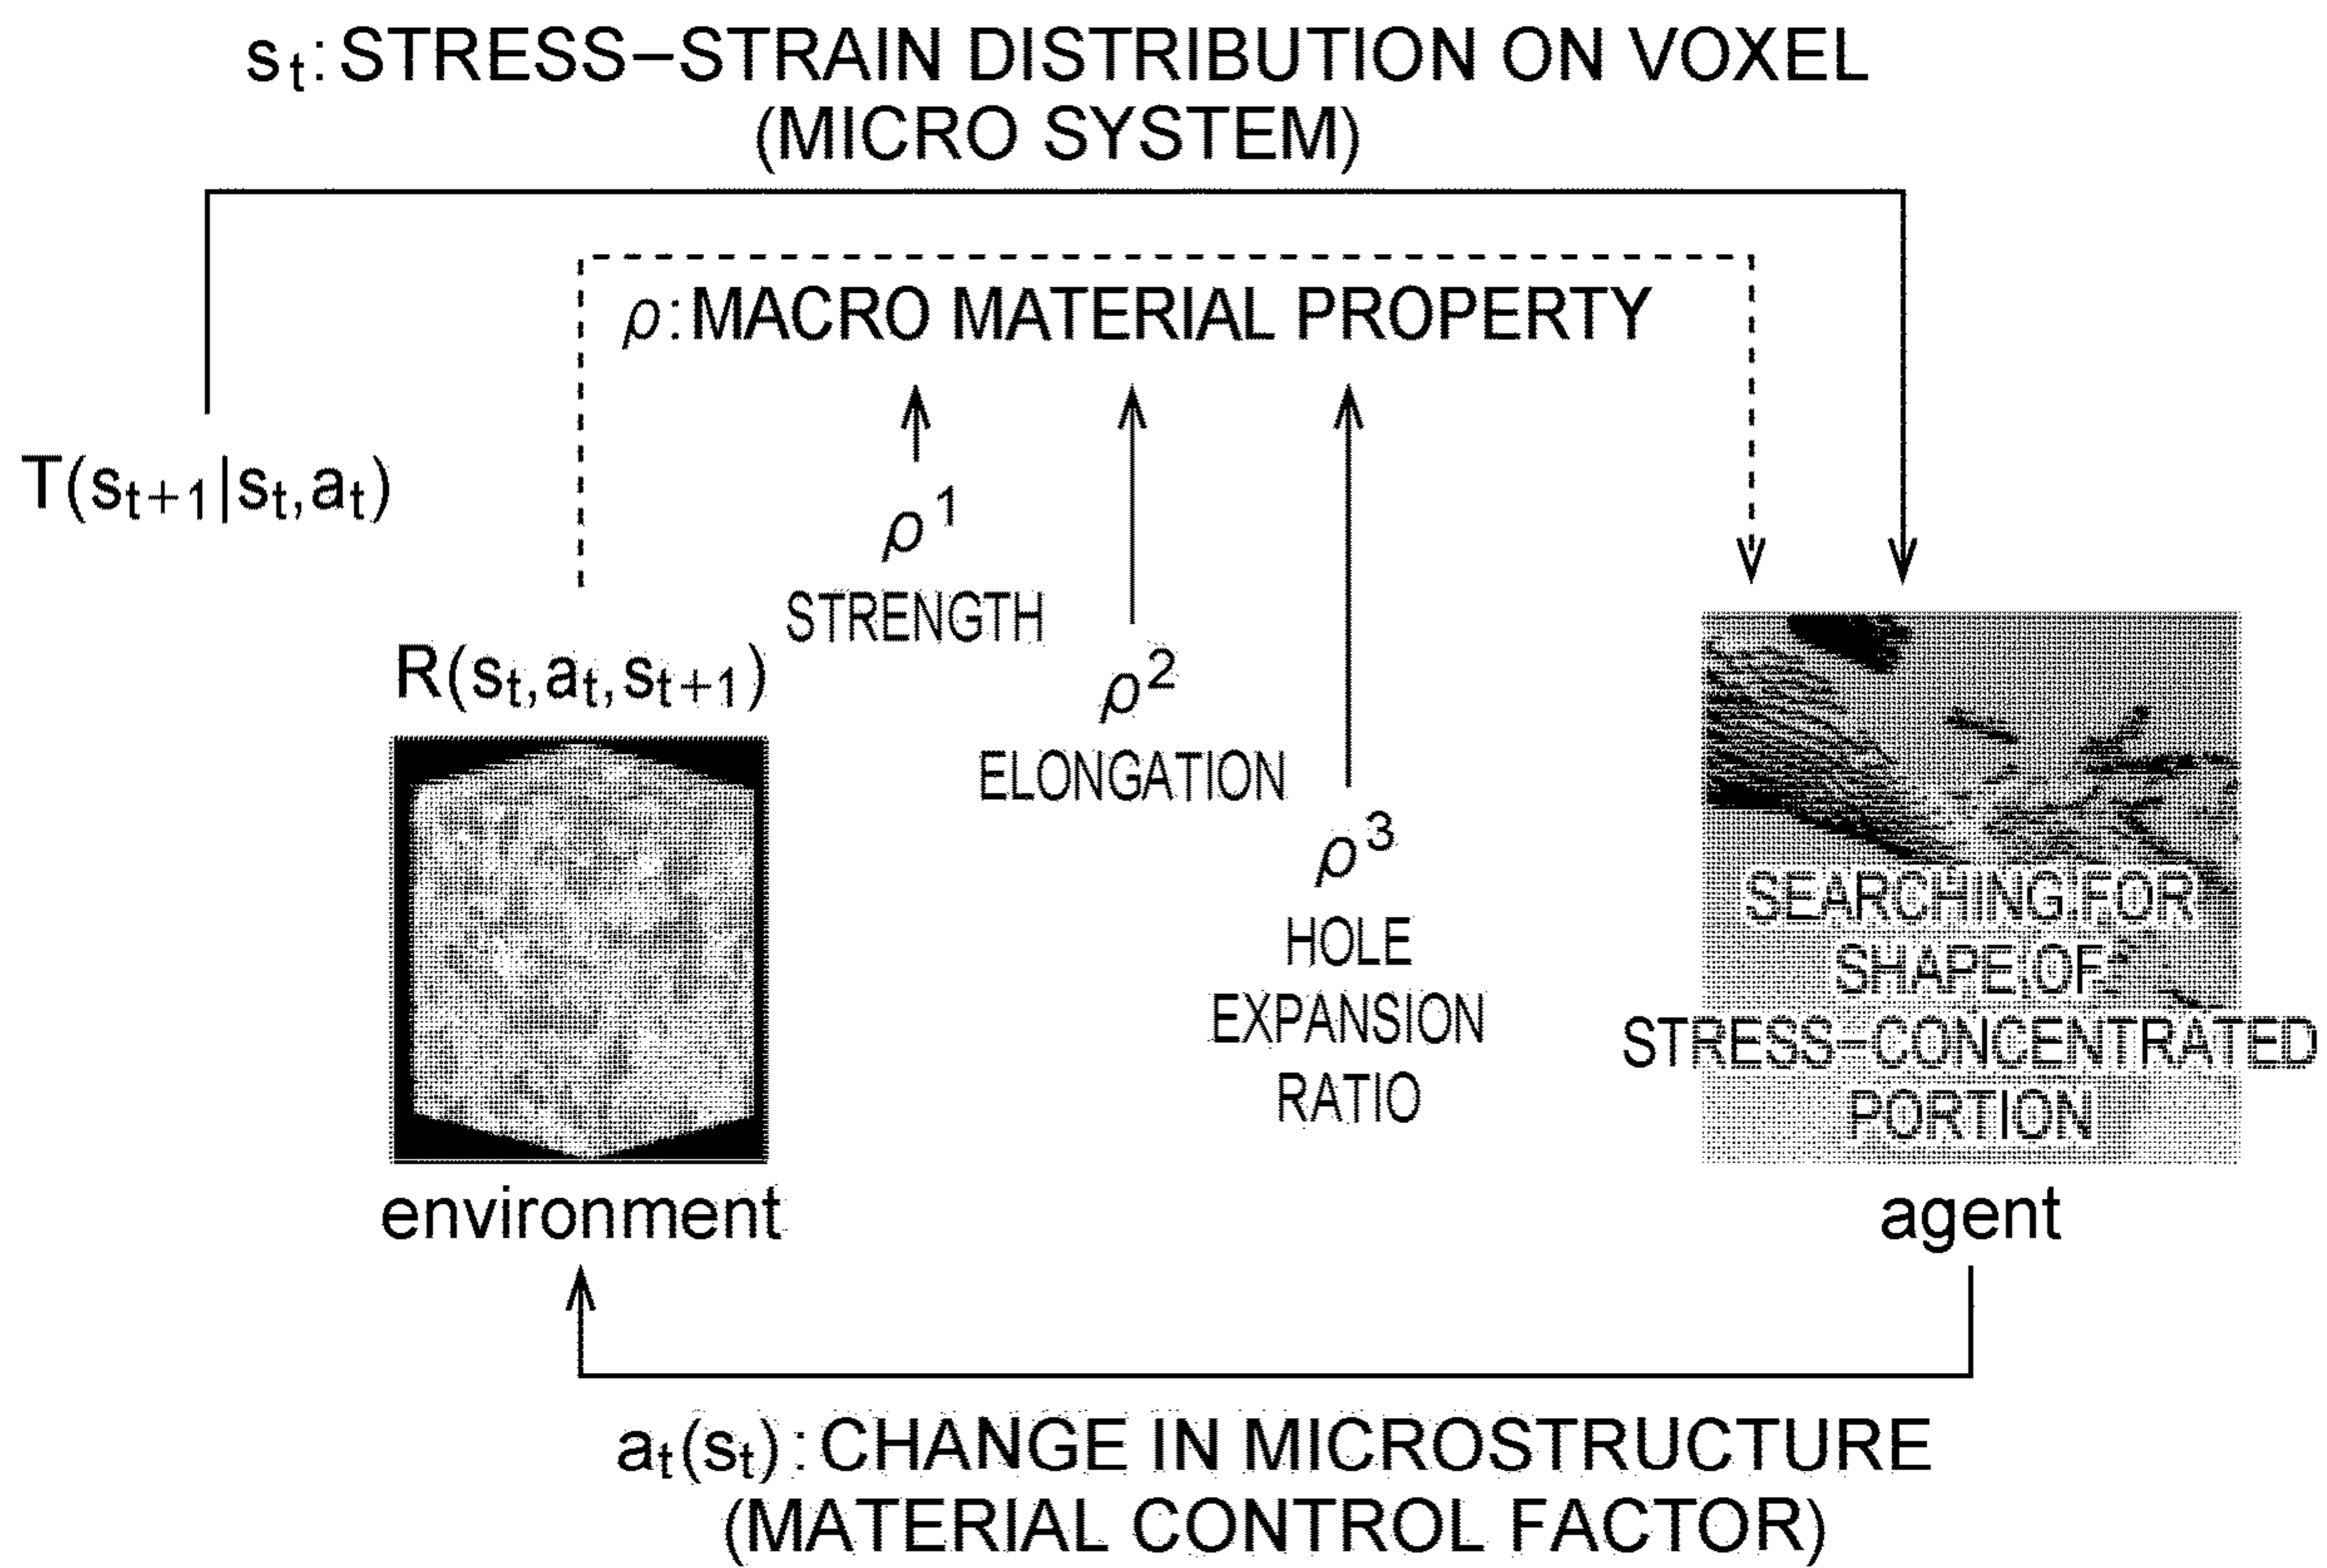 st:STRESS-STRAIN DISTRIBUTION ON VOXEL
(MICRO SYSTEM)
ρ:MACRO MATERIAL PROPERTY
T(st+1|st,at)
ρ1
STRENGTH
R(st,at,st+1)
ρ2
ELONGATION
ρ3
HOLE
EXPANSION
RATIO
SEARCHING FOR
SHAPE OF
STRESS-CONCENTRATED
PORTION
environment
agent
at(st):CHANGE IN MICROSTRUCTURE
(MATERIAL CONTROL FACTOR)